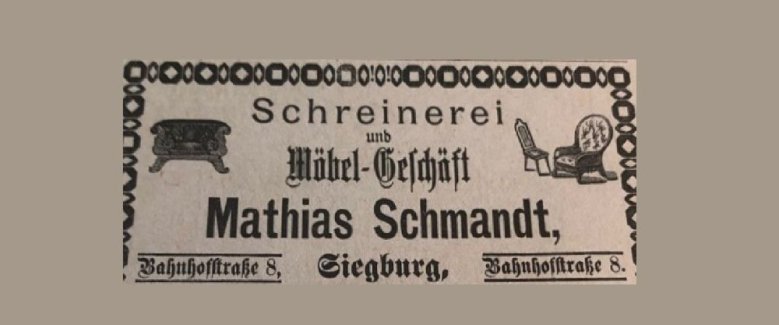 Schreinerei
und
Möbel-Geschäft
Mathias Schmandt,
Bahnhofstraße 8, Siegburg, Bahnhofstraße 8.